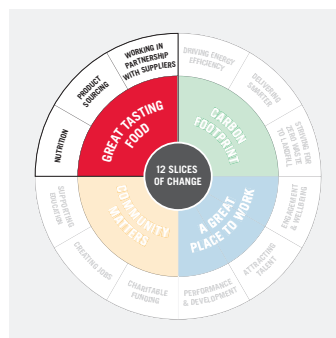 WORKING IN
PARTNERSHIP
WITH SUPPLIERS
PRODUCT
SOURCING
NUTRITION
GREAT TASTING
FOOD
DRIVING ENERGY
EFFICIENCY
DELIVERING
SMARTER
STRIVING FOR
ZERO WASTE
TO LANDFILL
CARBON
FOOTPRINT
12 SLICES
OF CHANGE
ENGAGEMENT
& WELLBEING
ATTRACTING
TALENT
PERFORMANCE
& DEVELOPMENT
A GREAT
PLACE TO WORK
CHARITABLE
FUNDING
CREATING JOBS
SUPPORTING
EDUCATION
COMMUNITY
MATTERS